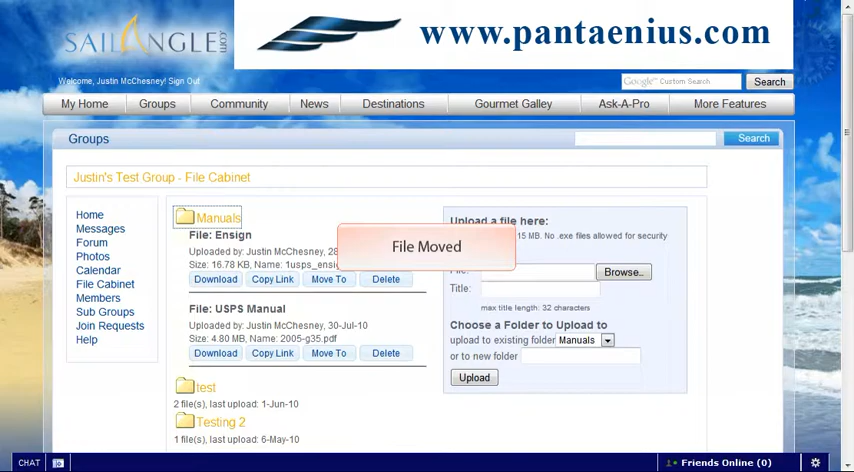 SAILANGLE.com
www.pantaenius.com
Welcome, Justin McChesney! Sign Out
Google™ Custom Search
Search
My Home
Groups
Community
News
Destinations
Gourmet Galley
Ask-A-Pro
More Features
Groups
Search
Justin's Test Group - File Cabinet
Home
Messages
Forum
Photos
Calendar
File Cabinet
Members
Sub Groups
Join Requests
Help
Manuals
File: Ensign
Uploaded by: Justin McChesney, 28
Size: 16.78 KB, Name: 1usps_ensig
Download
Copy Link
Move To
Delete
File: USPS Manual
Uploaded by: Justin McChesney, 30-Jul-10
Size: 4.80 MB, Name: 2005-g35.pdf
Download
Copy Link
Move To
Delete
test
2 file(s), last upload: 1-Jun-10
Testing 2
1 file(s), last upload: 6-May-10
File Moved
Upload a file here:
15 MB. No .exe files allowed for security
File:
Browse...
Title:
max title length: 32 characters
Choose a Folder to Upload to
upload to existing folder Manuals
or to new folder
Upload
CHAT
Friends Online (0)